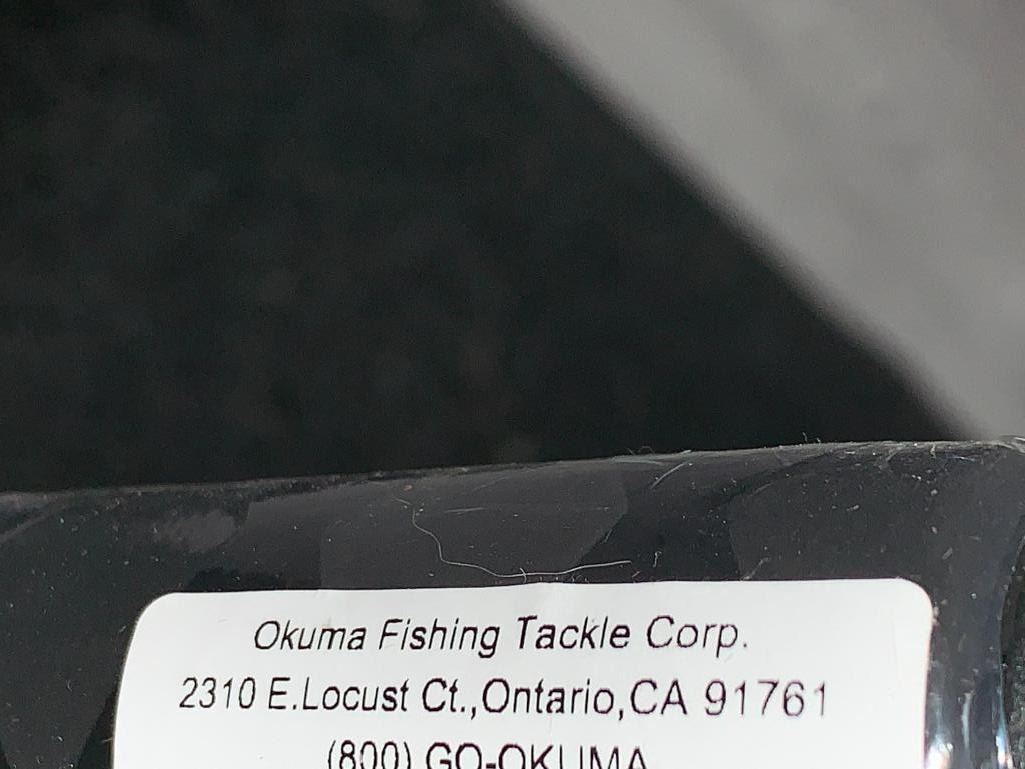 Okuma Fishing Tackle Corp.
2310 E.Locust Ct.,Ontario,CA 91761
(800) GO-OKUMA